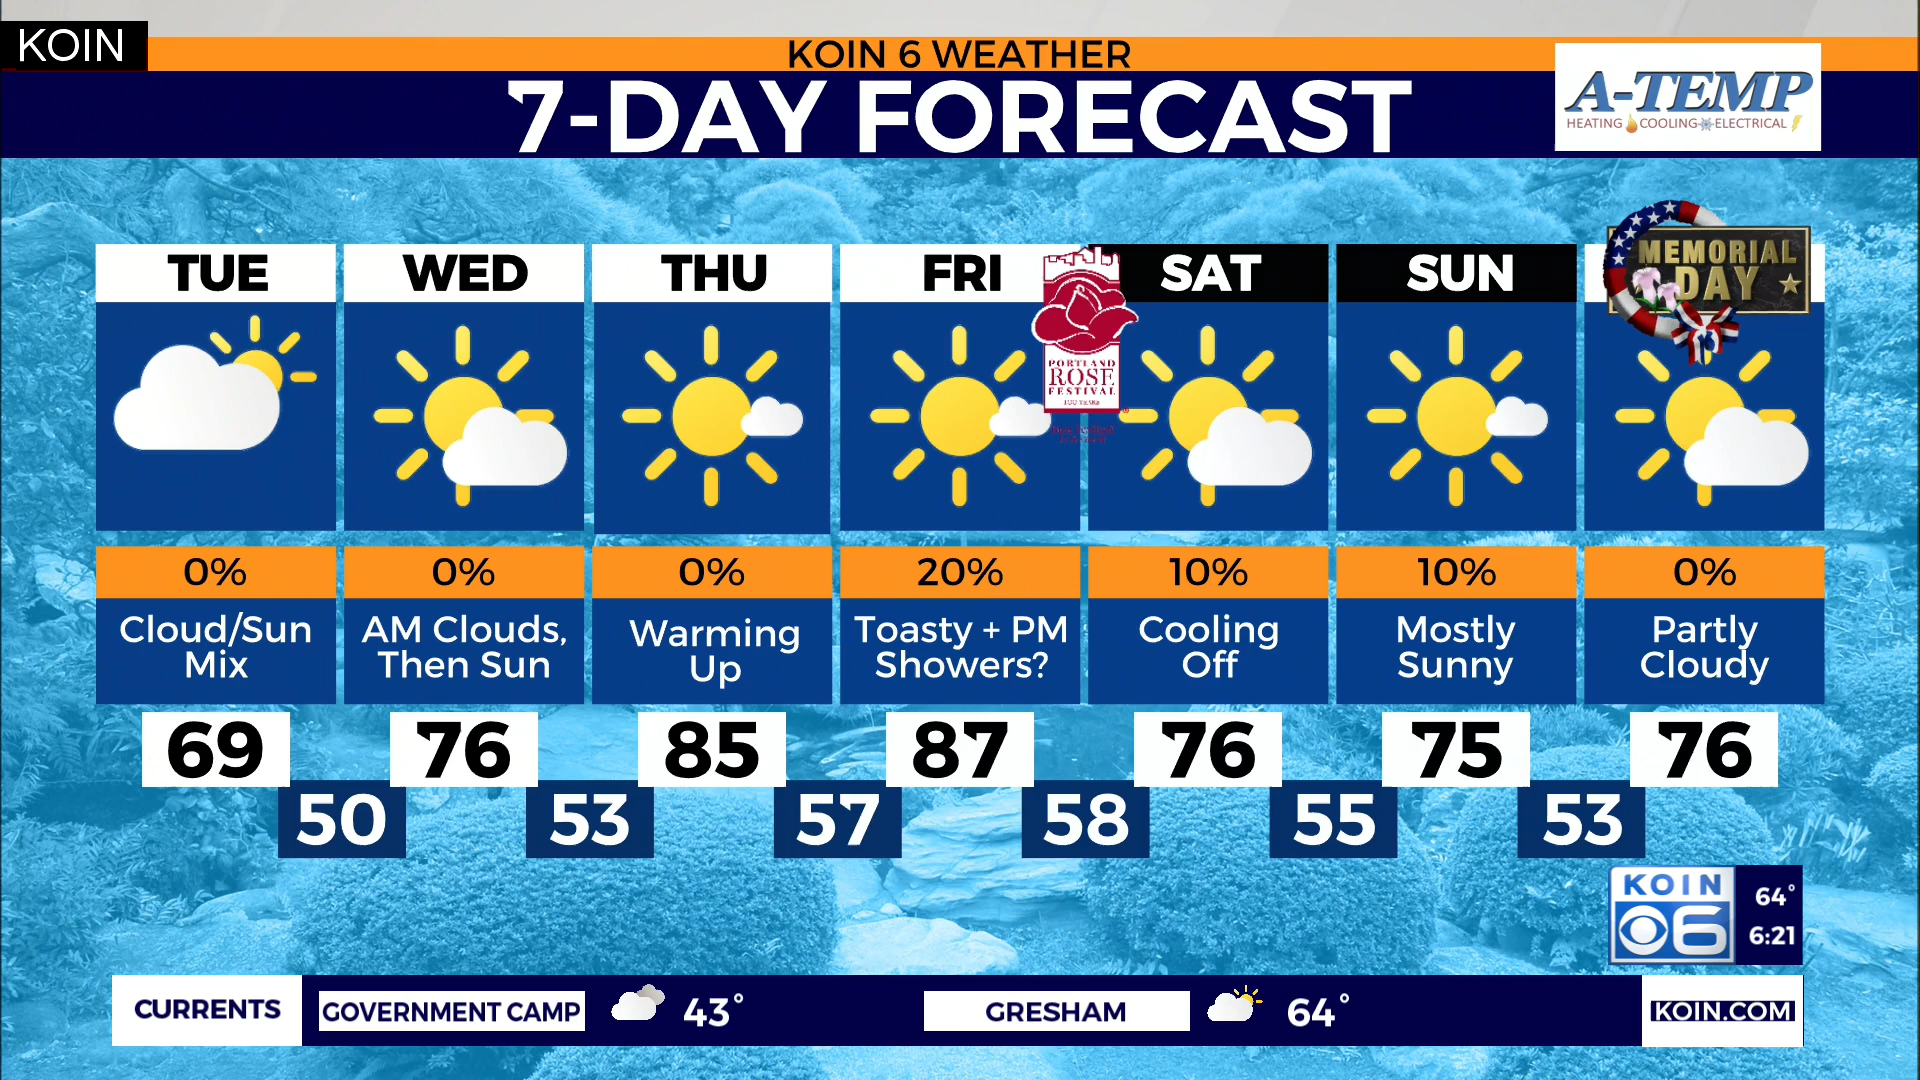 KOIN
KOIN 6 WEATHER
7-DAY FORECAST
A-TEMP
HEATING COOLING ELECTRICAL
TUE
WED
THU
FRI
SAT
SUN
MEMORIAL
DAY
PORTLAND
ROSE
FESTIVAL
0%
0%
0%
20%
10%
10%
0%
Cloud/Sun
Mix
AM Clouds,
Then Sun
Warming
Up
Toasty + PM
Showers?
Cooling
Off
Mostly
Sunny
Partly
Cloudy
69
76
85
87
76
75
76
50
53
57
58
55
53
KOIN
6
64°
6:21
CURRENTS
GOVERNMENT CAMP
43°
GRESHAM
64°
KOIN.COM